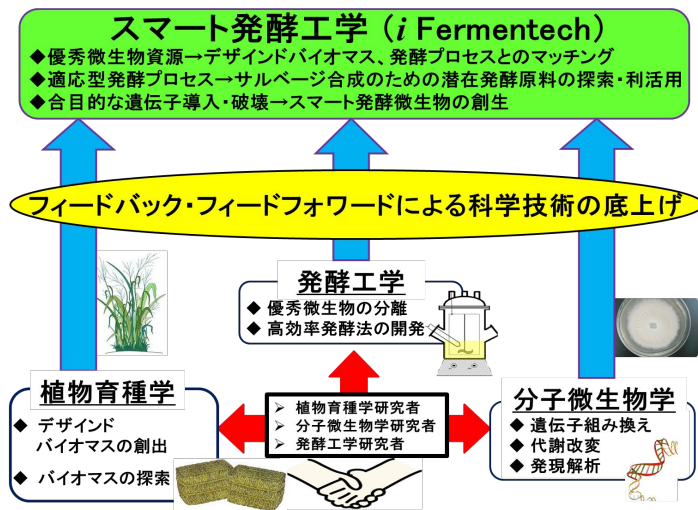 スマート発酵工学 (i Fermentech)
◆優秀微生物資源→デザインドバイオマス、発酵プロセスとのマッチング
◆適応型発酵プロセス→サルベージ合成のための潜在発酵原料の探索・利活用
◆合目的な遺伝子導入・破壊→スマート発酵微生物の創生
フィードバック・フィードフォワードによる科学技術の底上げ
発酵工学
◆ 優秀微生物の分離
◆ 高効率発酵法の開発
植物育種学
◆ デザインド
バイオマスの創出
◆ バイオマスの探索
➢ 植物育種学研究者
➢ 分子微生物学研究者
➢ 発酵工学研究者
分子微生物学
◆ 遺伝子組み換え
◆ 代謝改変
◆ 発現解析